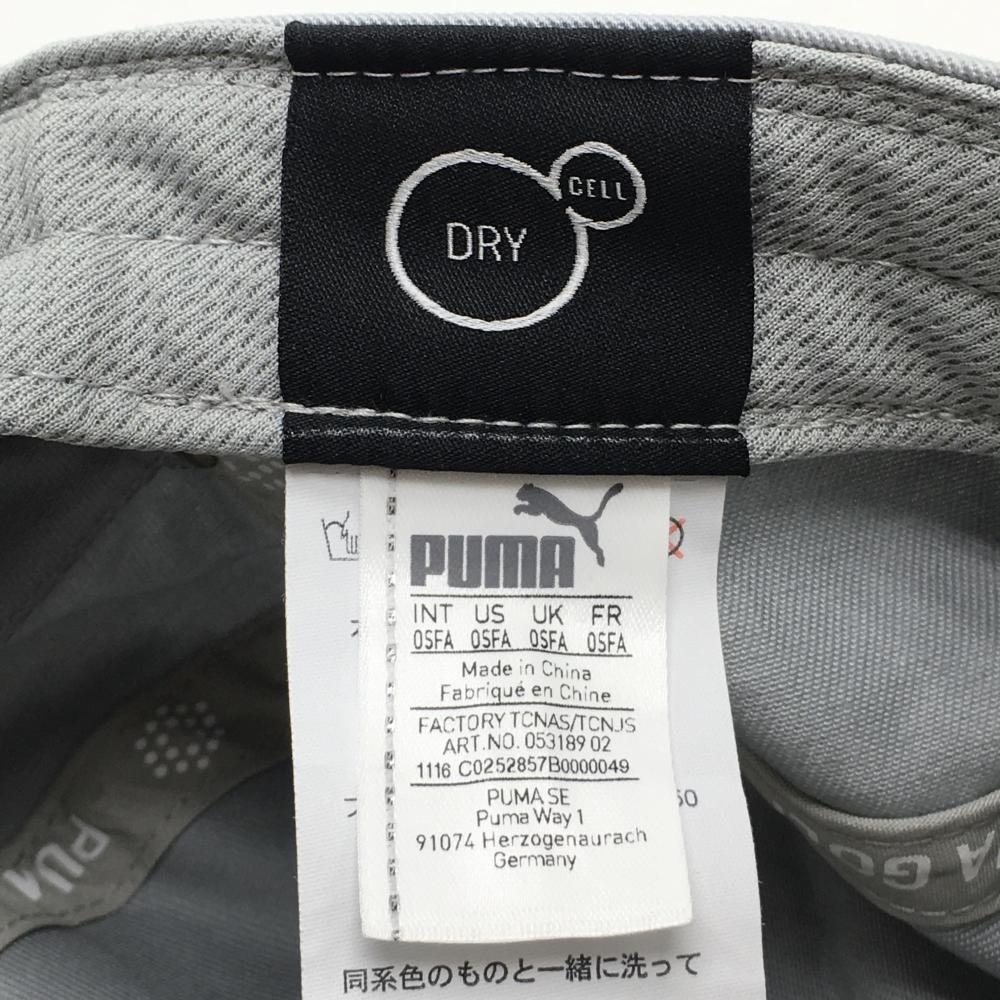 CELL
DRY
PUMA
INT US UK FR
OSFA OSFA OSFA OSFA
Made in China
Fabriqué en Chine
FACTORY TCNAS/TCNJS
ART.NO. 053189 02
1116 C0252857B0000049
PUMA SE
Puma Way 1
91074 Herzogenaurach
Germany
同系色のものと一緒に洗って